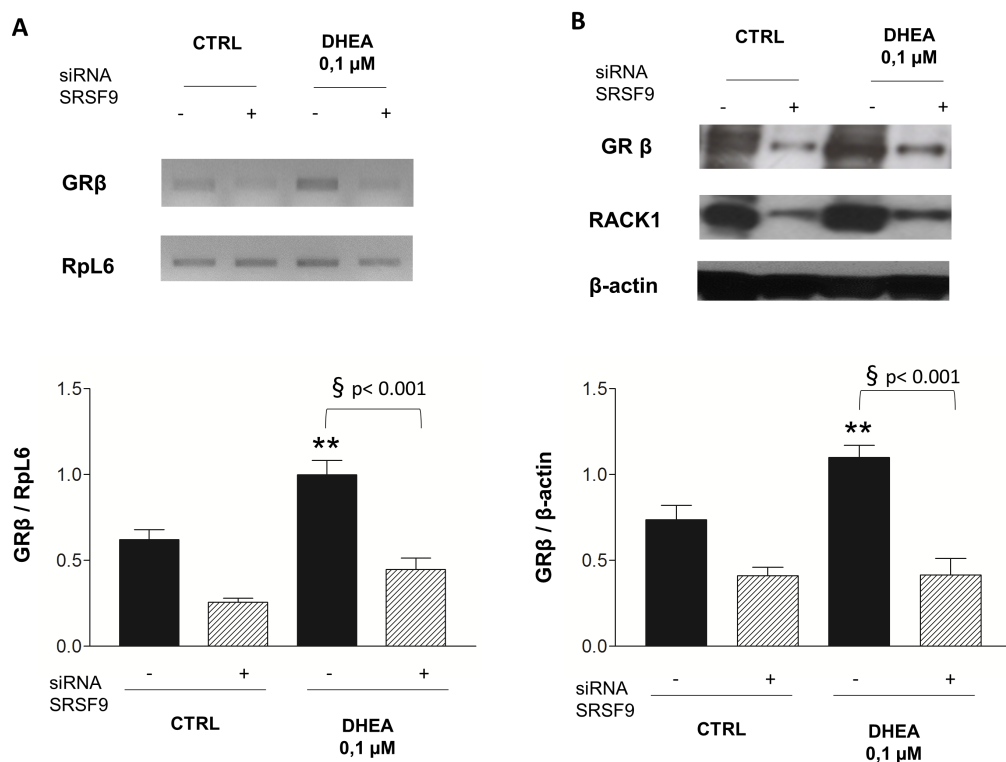 A
CTRL
DHEA
0,1 µM
siRNA
SRSF9
- + - +
GRβ
RpL6
1.5
1.0
0.5
0.0
GRβ / RpL6
§ p< 0.001
**
- + - +
siRNA
SRSF9
CTRL
DHEA
0,1 µM
B
CTRL
DHEA
0,1 µM
siRNA
SRSF9
- + - +
GR β
RACK1
β-actin
1.5
1.0
0.5
0.0
GRβ / β-actin
§ p< 0.001
**
- + - +
siRNA
SRSF9
CTRL
DHEA
0,1 µM